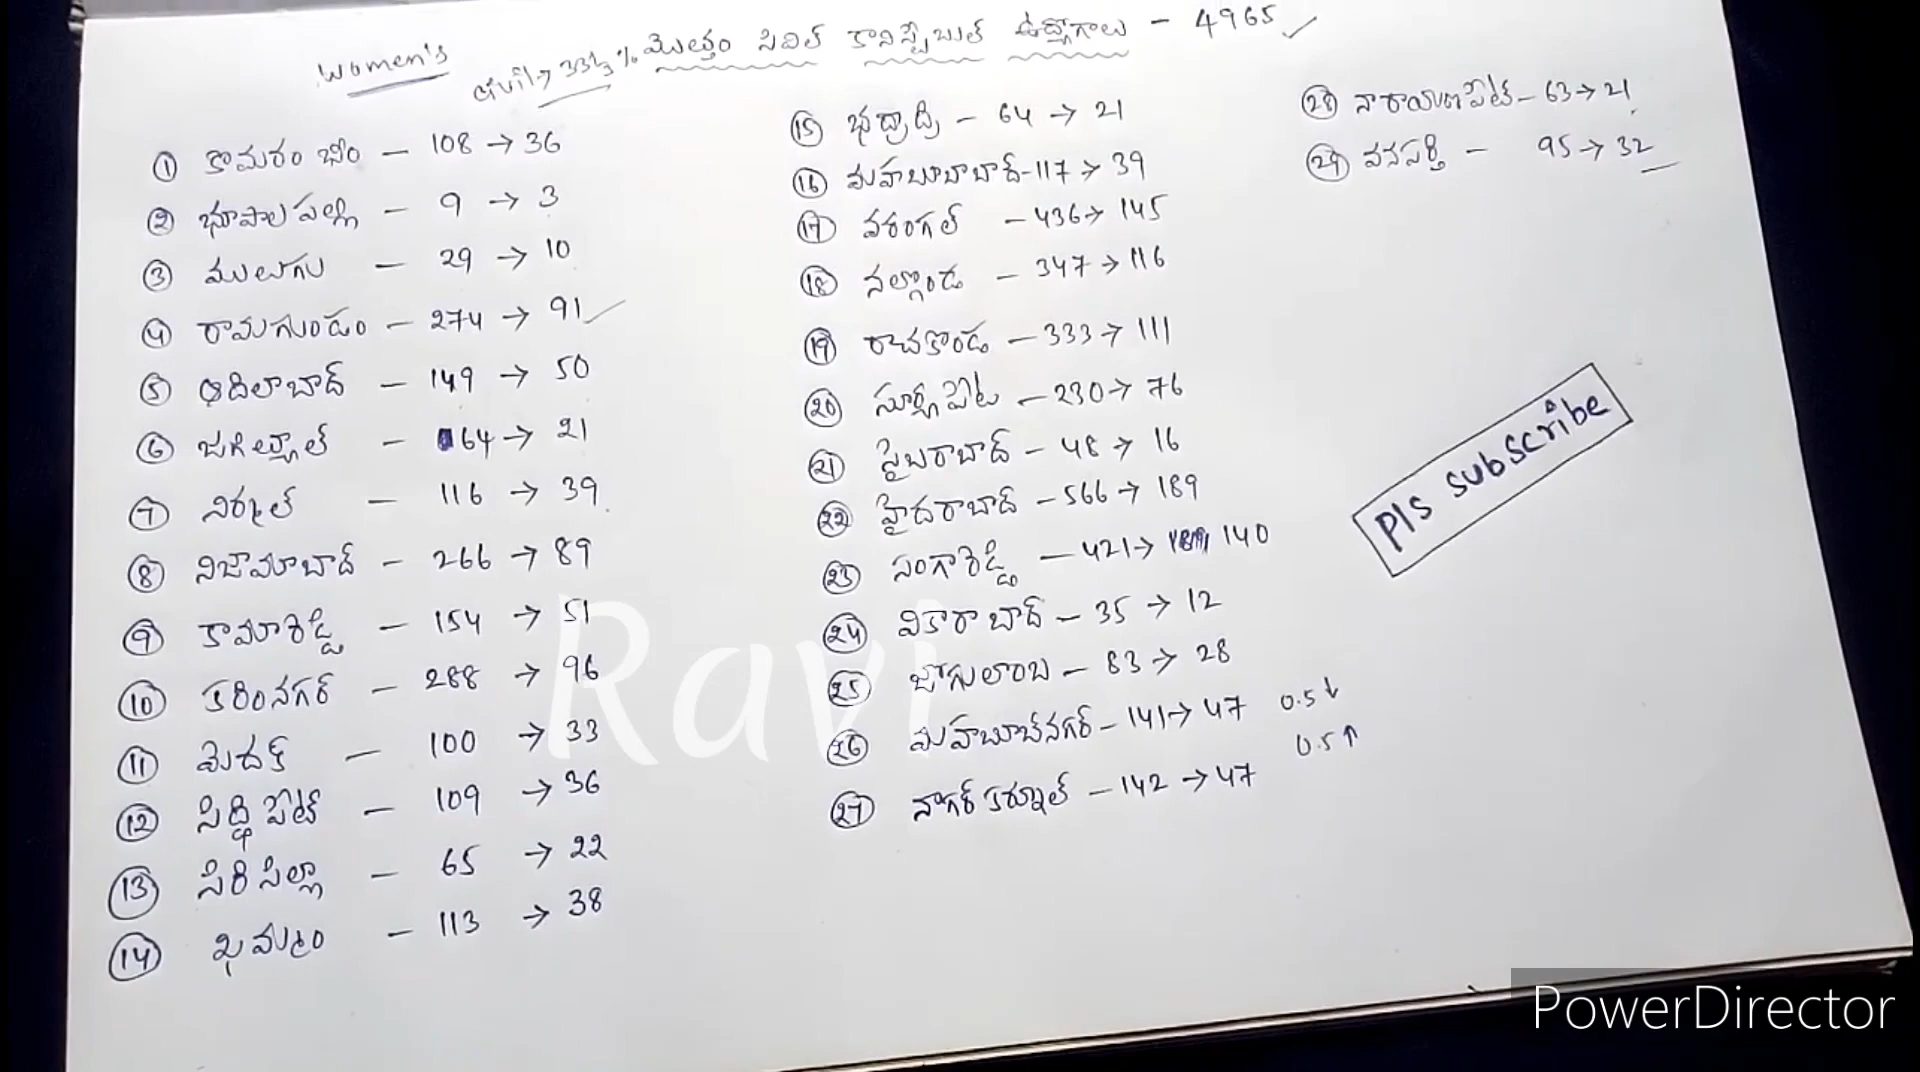 Women's
civil→ 33⅓ % మొత్తం సివిల్ కానిస్టేబుల్ ఉద్యోగాలు - 4965 ✓
① కొమరం భీం - 108 → 36
② భూపాలపల్లి - 9 → 3
③ ములుగు - 29 → 10
④ రామగుండం - 274 → 91 ✓
⑤ ఆదిలాబాద్ - 149 → 50
⑥ జగిత్యాల్ - 64 → 21
⑦ నిర్మల్ - 116 → 39
⑧ నిజామాబాద్ - 266 → 89
⑨ కామారెడ్డి - 154 → 51
⑩ కరీంనగర్ - 288 → 96
⑪ మెదక్ - 100 → 33
⑫ సిద్ధిపేట్ - 109 → 36
⑬ సిరిసిల్లా - 65 → 22
⑭ ఖమ్మం - 113 → 38
⑮ భద్రాద్రి - 64 → 21
⑯ మహబూబాబాద్ - 117 → 39
⑰ వరంగల్ - 436 → 145
⑱ నల్గొండ - 347 → 116
⑲ రాచకొండ - 333 → 111
⑳ సూర్యపేట - 230 → 76
㉑ సైబరాబాద్ - 48 → 16
㉒ హైదరాబాద్ - 566 → 189
㉓ సంగారెడ్డి - 421 → 140
㉔ వికారాబాద్ - 35 → 12
㉕ జోగులాంబ - 83 → 28
㉖ మహబూబ్‌నగర్ - 141 → 47 0.5↓
0.5↑
㉗ నాగర్ కర్నూల్ - 142 → 47
㉘ నారాయణపేట్ - 63 → 21
㉙ వనపర్తి - 95 → 32
Pls subscribe
Ravi
PowerDirector